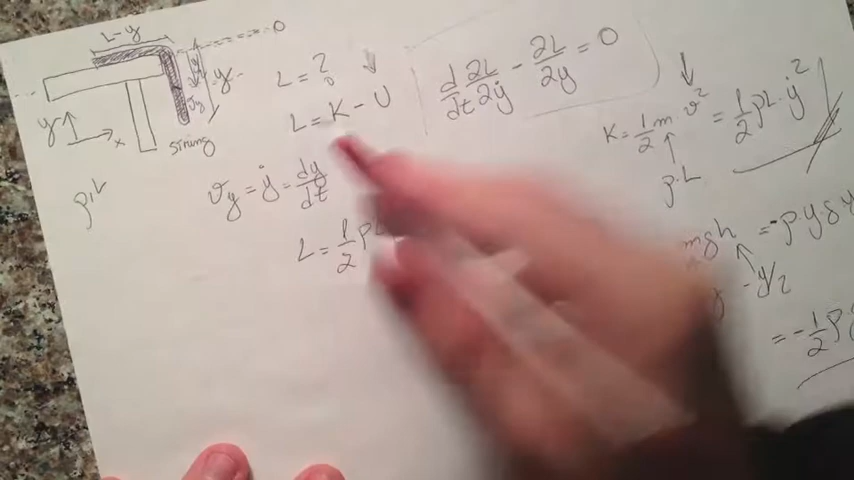 L-y
0
y
y
x
string
ρ, L
L = ?
L = K - U
v_y = ẏ = dy/dt
L = 1/2 ρL
d/dt ∂L/∂ẏ - ∂L/∂y = 0
K = 1/2 m v² = 1/2 ρL · ẏ²
ρ·L
mgh = -ρ·y·g y
- y/2
= - 1/2 ρ